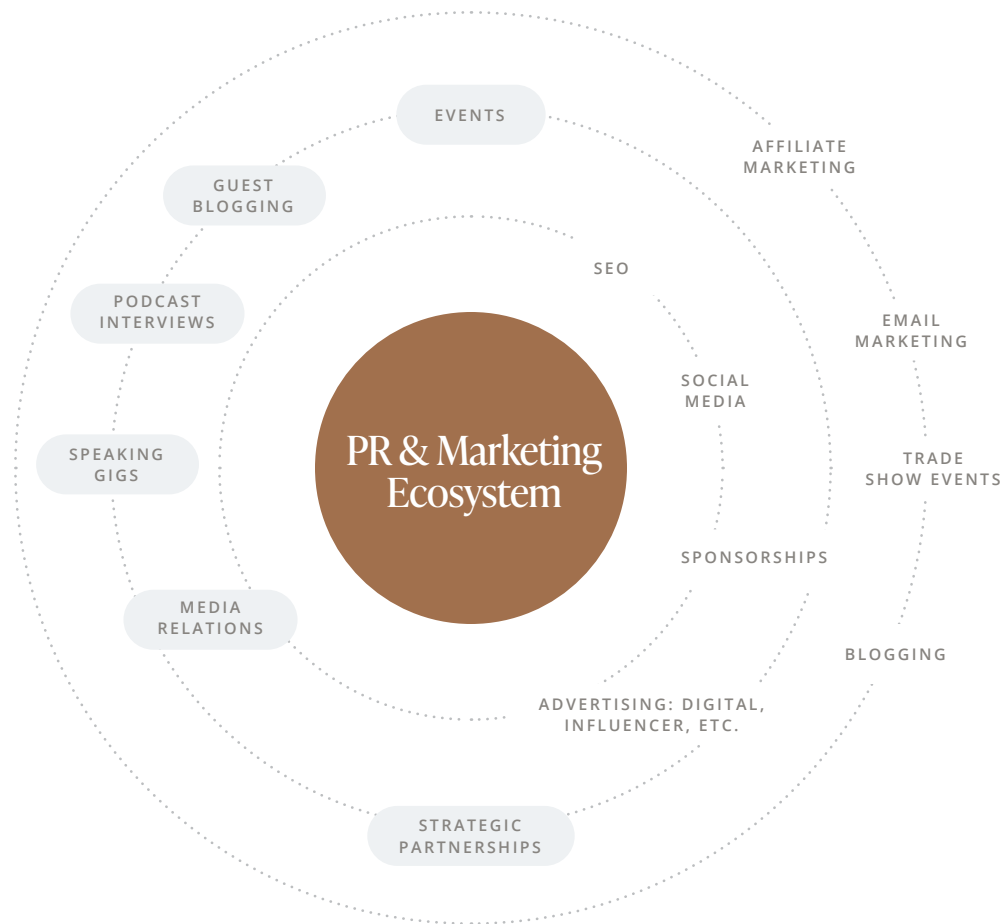 EVENTS
AFFILIATE
MARKETING
GUEST
BLOGGING
SEO
PODCAST
INTERVIEWS
EMAIL
MARKETING
SOCIAL
MEDIA
PR & Marketing
Ecosystem
SPEAKING
GIGS
TRADE
SHOW EVENTS
SPONSORSHIPS
MEDIA
RELATIONS
BLOGGING
ADVERTISING: DIGITAL,
INFLUENCER, ETC.
STRATEGIC
PARTNERSHIPS